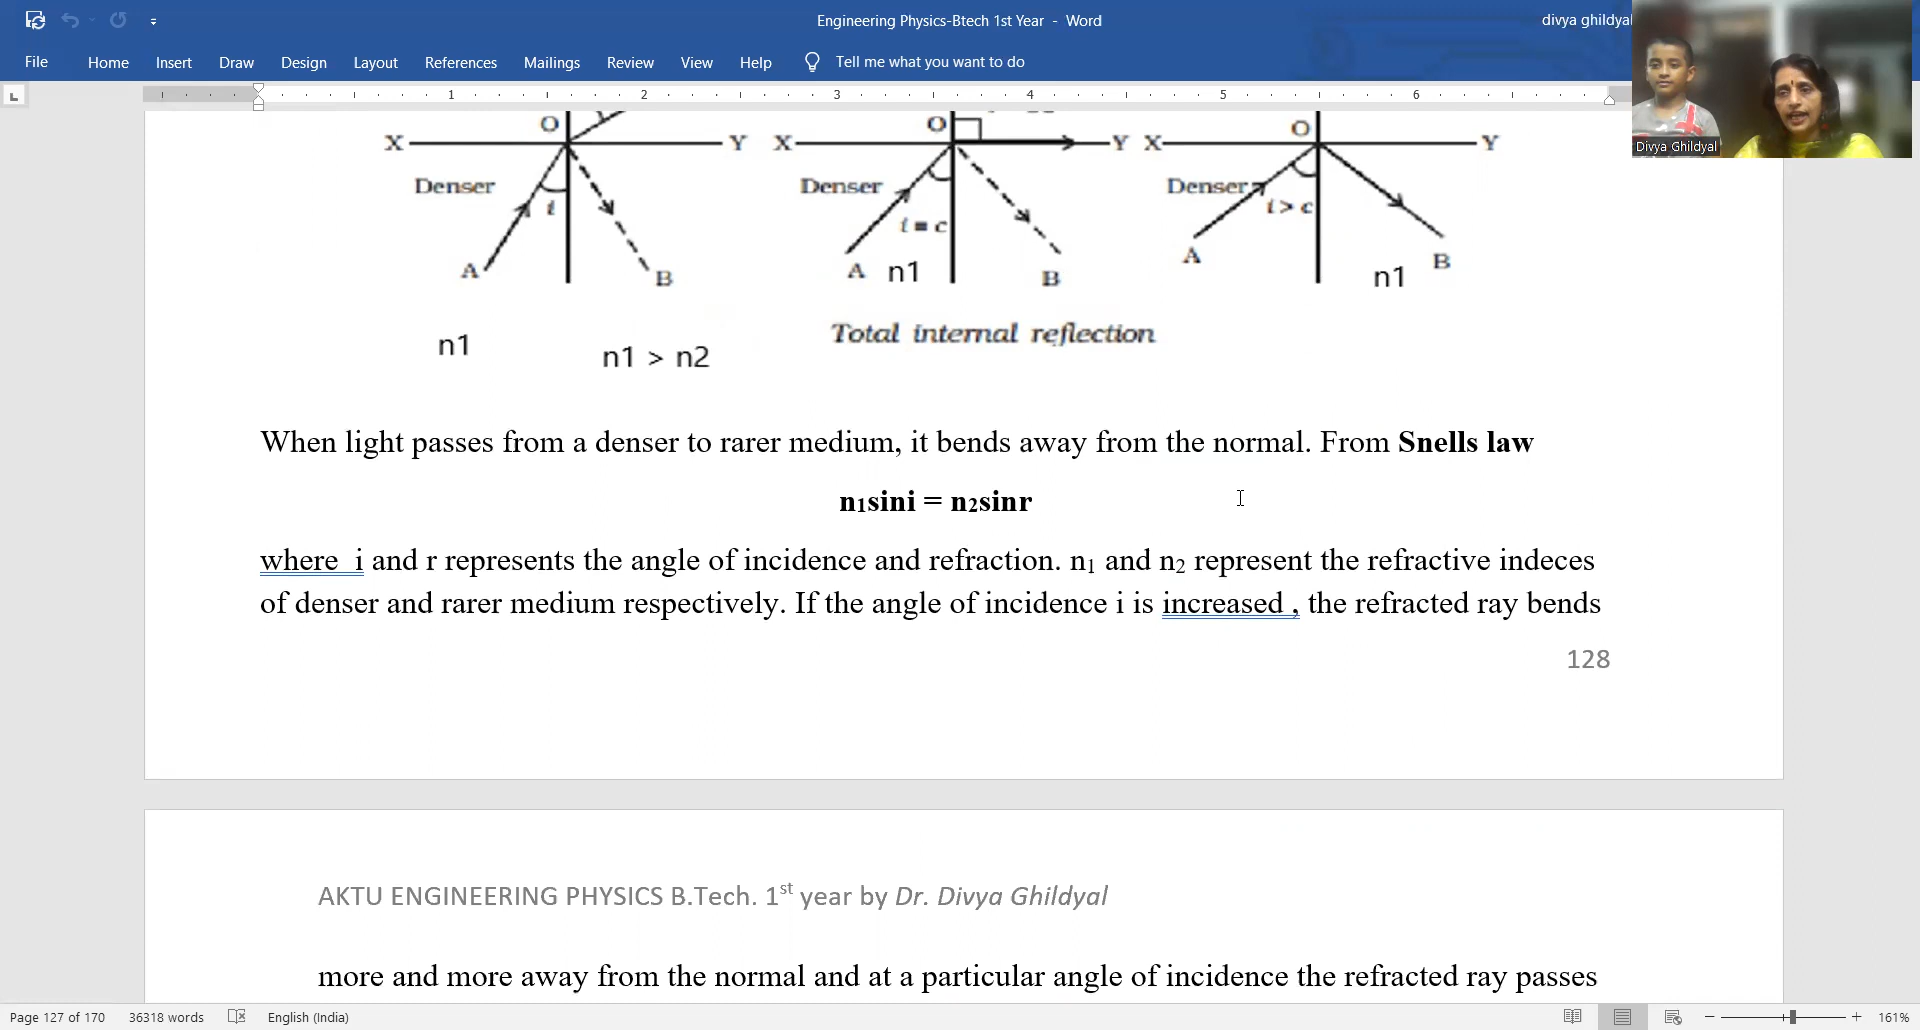 Engineering Physics-Btech 1st Year - Word
divya ghildyal
File Home Insert Draw Design Layout References Mailings Review View Help Tell me what you want to do
Divya Ghildyal
1 2 3 4 5 6
O O O
X Y X Y X Y
Denser i Denser i = c Denser i > c
A B A n1 B A n1 B
n1 n1 > n2 Total internal reflection
When light passes from a denser to rarer medium, it bends away from the normal. From Snells law
n1sini = n2sinr
where i and r represents the angle of incidence and refraction. n1 and n2 represent the refractive indeces
of denser and rarer medium respectively. If the angle of incidence i is increased , the refracted ray bends
128
AKTU ENGINEERING PHYSICS B.Tech. 1st year by Dr. Divya Ghildyal
more and more away from the normal and at a particular angle of incidence the refracted ray passes
Page 127 of 170 36318 words English (India) 161%